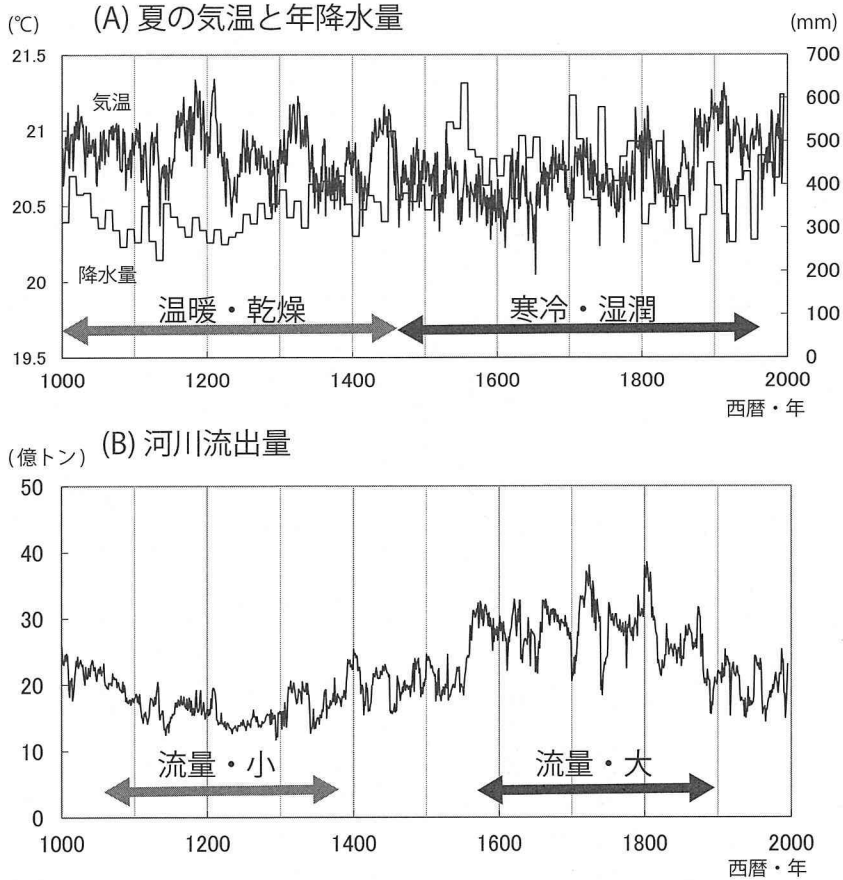 (A) 夏の気温と年降水量
(℃)
(mm)
21.5
21
20.5
20
19.5
700
600
500
400
300
200
100
0
気温
降水量
温暖・乾燥
寒冷・湿潤
1000 1200 1400 1600 1800 2000
西暦・年
(B) 河川流出量
(億トン)
50
40
30
20
10
0
流量・小
流量・大
1000 1200 1400 1600 1800 2000
西暦・年